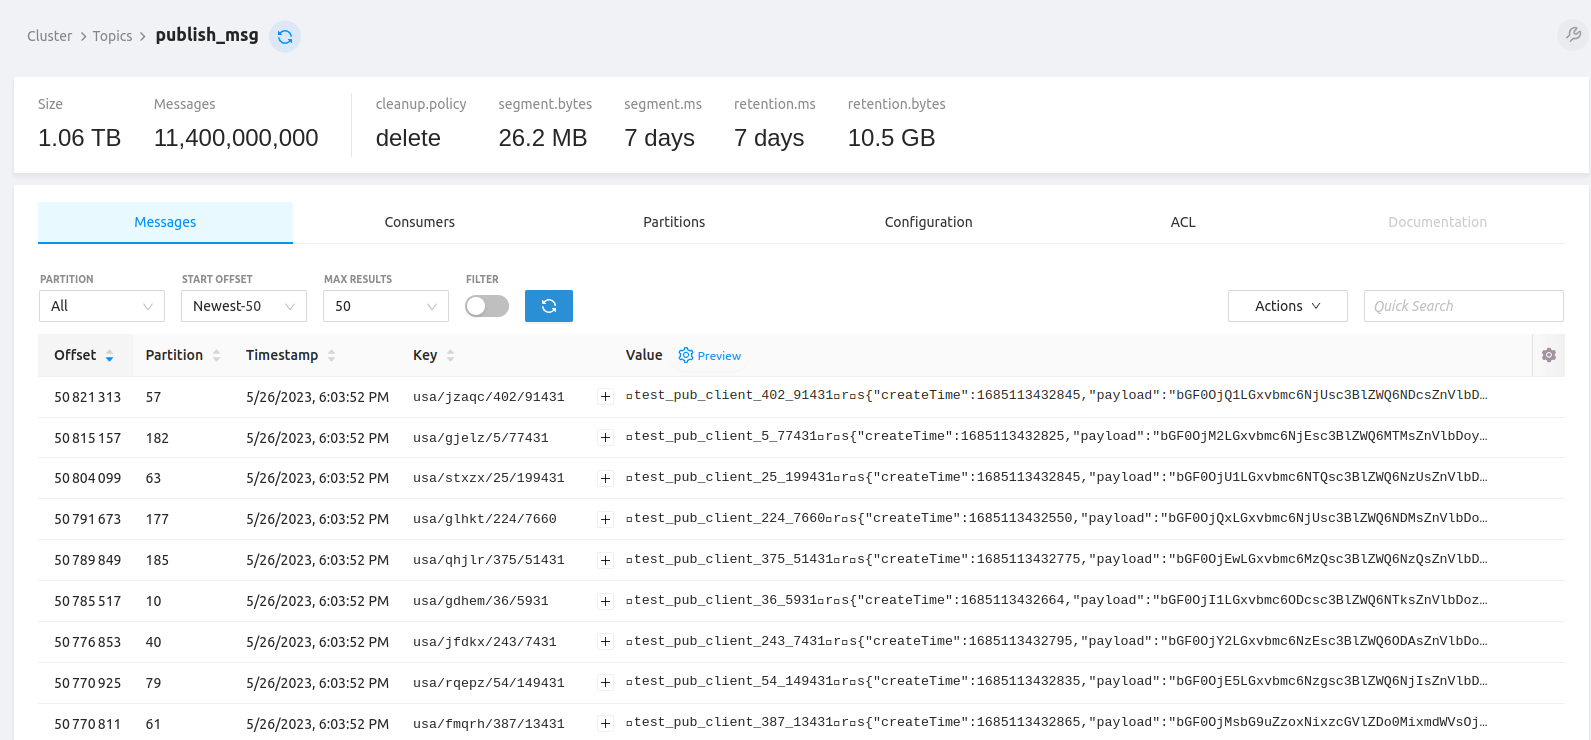 Cluster > Topics > publish_msg
Size Messages cleanup.policy segment.bytes segment.ms retention.ms retention.bytes
1.06 TB 11,400,000,000 delete 26.2 MB 7 days 7 days 10.5 GB
Messages Consumers Partitions Configuration ACL Documentation
PARTITION START OFFSET MAX RESULTS FILTER
All Newest-50 50 Actions Quick Search
Offset Partition Timestamp Key Value Preview
50 821 313 57 5/26/2023, 6:03:52 PM usa/jzaqc/402/91431 + □test_pub_client_402_91431□r□s{"createTime":1685113432845,"payload":"bGF0OjQ1LGxvbmc6NjUsc3BlZWQ6NDcsZnVlbD…
50 815 157 182 5/26/2023, 6:03:52 PM usa/gjelz/5/77431 + □test_pub_client_5_77431□r□s{"createTime":1685113432825,"payload":"bGF0OjM2LGxvbmc6NjEsc3BlZWQ6MTMsZnVlbDoy…
50 804 099 63 5/26/2023, 6:03:52 PM usa/stxzx/25/199431 + □test_pub_client_25_199431□r□s{"createTime":1685113432845,"payload":"bGF0OjU1LGxvbmc6NTQsc3BlZWQ6NzUsZnVlbD…
50 791 673 177 5/26/2023, 6:03:52 PM usa/glhkt/224/7660 + □test_pub_client_224_7660□r□s{"createTime":1685113432550,"payload":"bGF0OjQxLGxvbmc6NjUsc3BlZWQ6NDMsZnVlbDo…
50 789 849 185 5/26/2023, 6:03:52 PM usa/qhjlr/375/51431 + □test_pub_client_375_51431□r□s{"createTime":1685113432775,"payload":"bGF0OjEwLGxvbmc6MzQsc3BlZWQ6NzQsZnVlbD…
50 785 517 10 5/26/2023, 6:03:52 PM usa/gdhem/36/5931 + □test_pub_client_36_5931□r□s{"createTime":1685113432664,"payload":"bGF0OjI1LGxvbmc6ODcsc3BlZWQ6NTksZnVlbDoz…
50 776 853 40 5/26/2023, 6:03:52 PM usa/jfdkx/243/7431 + □test_pub_client_243_7431□r□s{"createTime":1685113432795,"payload":"bGF0OjY2LGxvbmc6NzEsc3BlZWQ6ODAsZnVlbDo…
50 770 925 79 5/26/2023, 6:03:52 PM usa/rqepz/54/149431 + □test_pub_client_54_149431□r□s{"createTime":1685113432835,"payload":"bGF0OjE5LGxvbmc6Nzgsc3BlZWQ6NjIsZnVlbD…
50 770 811 61 5/26/2023, 6:03:52 PM usa/fmqrh/387/13431 + □test_pub_client_387_13431□r□s{"createTime":1685113432865,"payload":"bGF0OjMsbG9uZzoxNixzcGVlZDo0MixmdWVsOj…